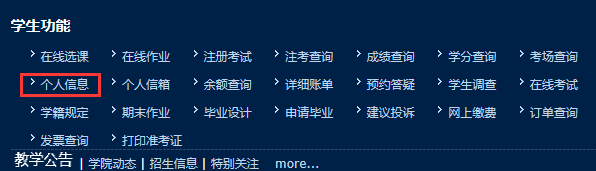 学生功能
在线选课 在线作业 注册考试 注考查询 成绩查询 学分查询 考场查询
个人信息 个人信箱 余额查询 详细账单 预约答疑 学生调查 在线考试
学籍规定 期末作业 毕业设计 申请毕业 建议投诉 网上缴费 订单查询
发票查询 打印准考证
教学公告 | 学院动态 | 招生信息 | 特别关注 more...